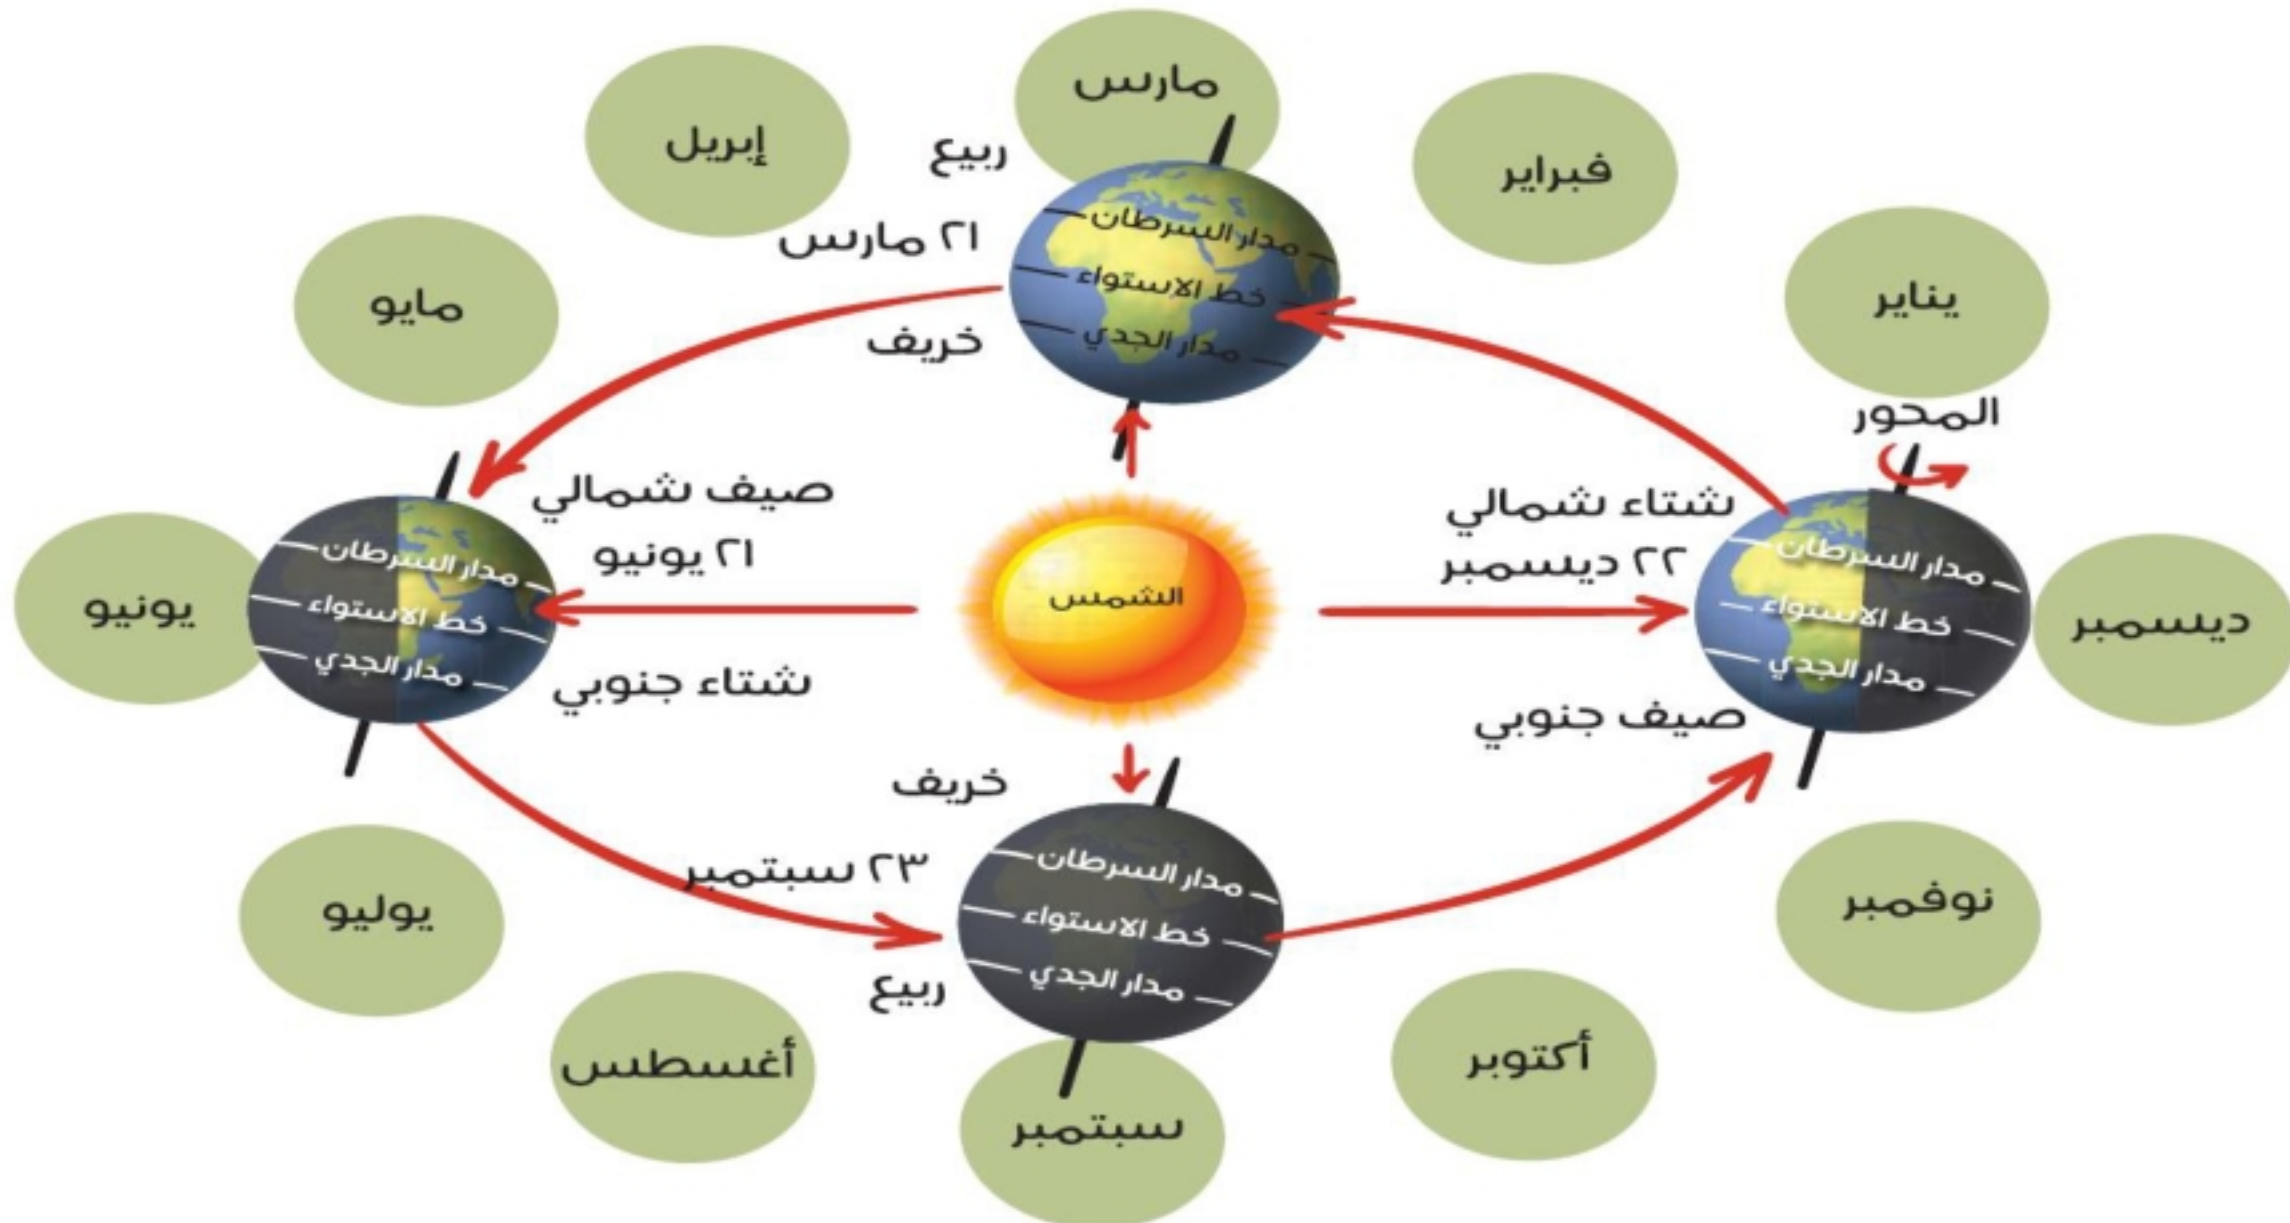 مارس
إبريل
فبراير
ربيع
مدار السرطان
٢١ مارس
خط الاستواء
مدار الجدي
خريف
مايو
يناير
المحور
صيف شمالي
٢١ يونيو
شتاء جنوبي
مدار السرطان
خط الاستواء
مدار الجدي
يونيو
الشمس
شتاء شمالي
٢٢ ديسمبر
صيف جنوبي
مدار السرطان
خط الاستواء
مدار الجدي
ديسمبر
خريف
٢٣ سبتمبر
ربيع
مدار السرطان
خط الاستواء
مدار الجدي
يوليو
نوفمبر
أغسطس
أكتوبر
سبتمبر